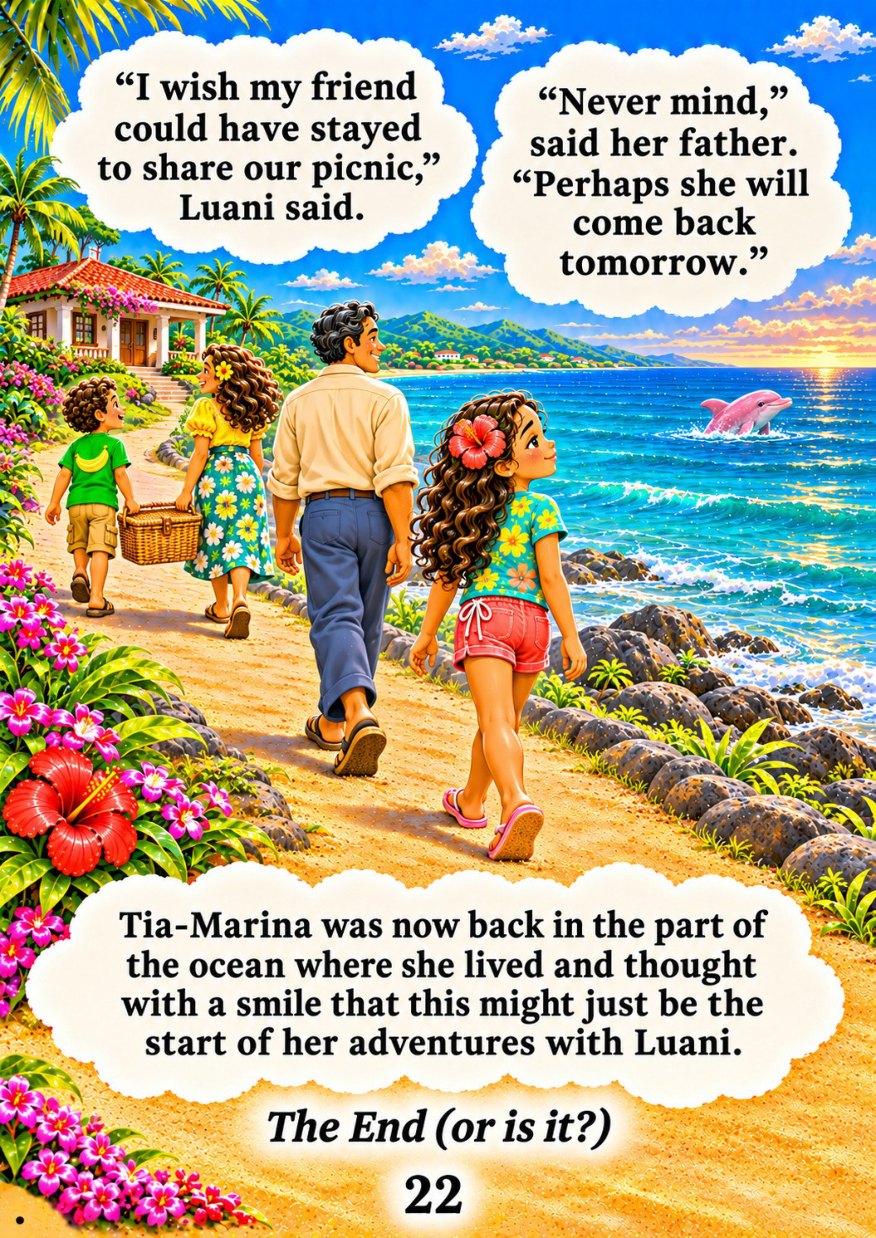 “I wish my friend
could have stayed
to share our picnic,”
Luani said.
“Never mind,”
said her father.
“Perhaps she will
come back
tomorrow.”
Tia-Marina was now back in the part of
the ocean where she lived and thought
with a smile that this might just be the
start of her adventures with Luani.
The End (or is it?)
22